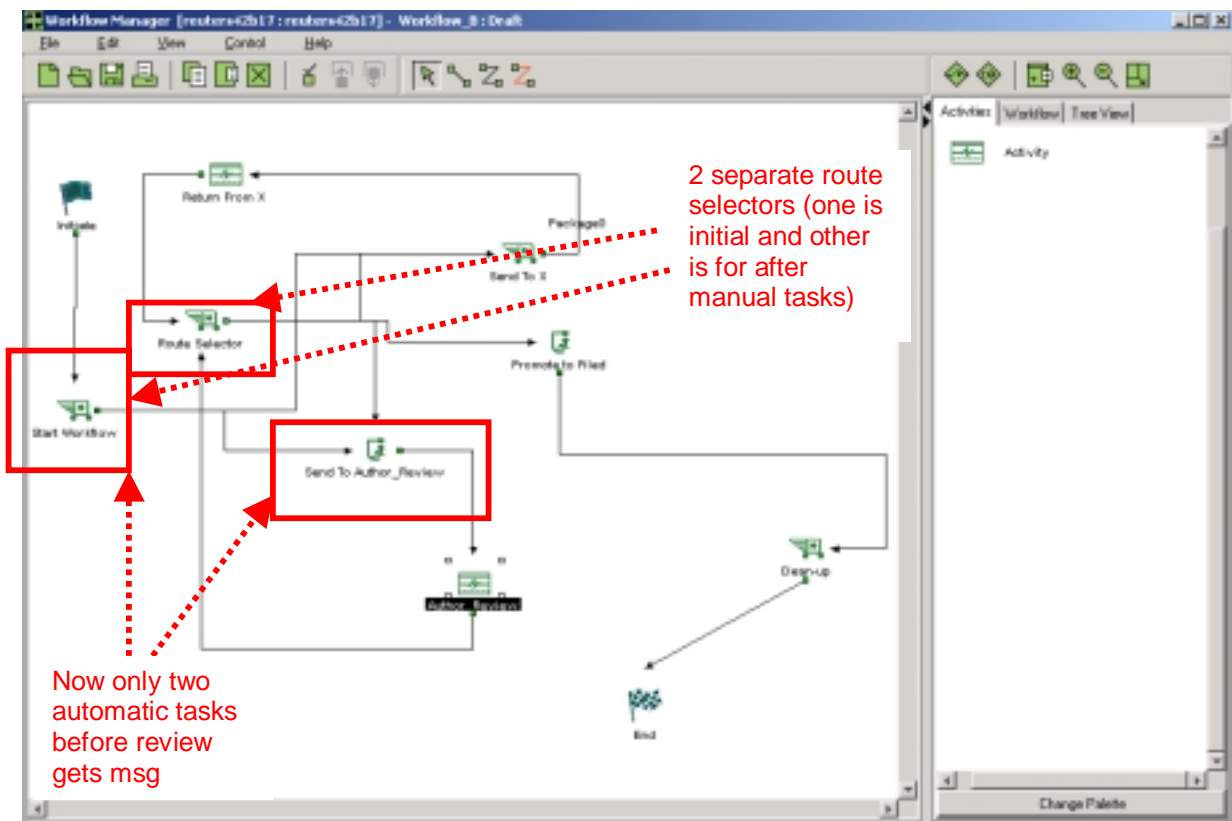 Workflow Manager [reuters42b17 : reuters42b17] - Workflow_B : Draft
File Edit View Control Help
Activities Workflow Tree View
Activity
Return From X
Initiate
Package0
Send To X
2 separate route
selectors (one is
initial and other
is for after
manual tasks)
Route Selector
Promote to Filed
Start Workflow
Send To Author_Review
Clean-up
Author_Review
Now only two
automatic tasks
before review
gets msg
End
Change Palette